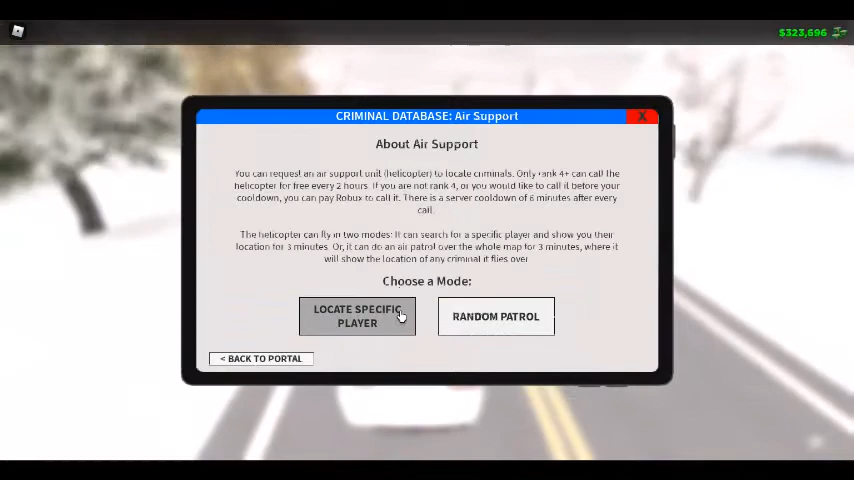 $323,696
CRIMINAL DATABASE: Air Support
X
About Air Support
You can request an air support unit (helicopter) to locate criminals. Only rank 4+ can call the
helicopter for free every 2 hours. If you are not rank 4, or you would like to call it before your
cooldown, you can pay Robux to call it. There is a server cooldown of 6 minutes after every
call.
The helicopter can fly in two modes: It can search for a specific player and show you their
location for 3 minutes. Or, it can do an air patrol over the whole map for 3 minutes, where it
will show the location of any criminal it flies over
Choose a Mode:
LOCATE SPECIFIC
PLAYER
RANDOM PATROL
< BACK TO PORTAL